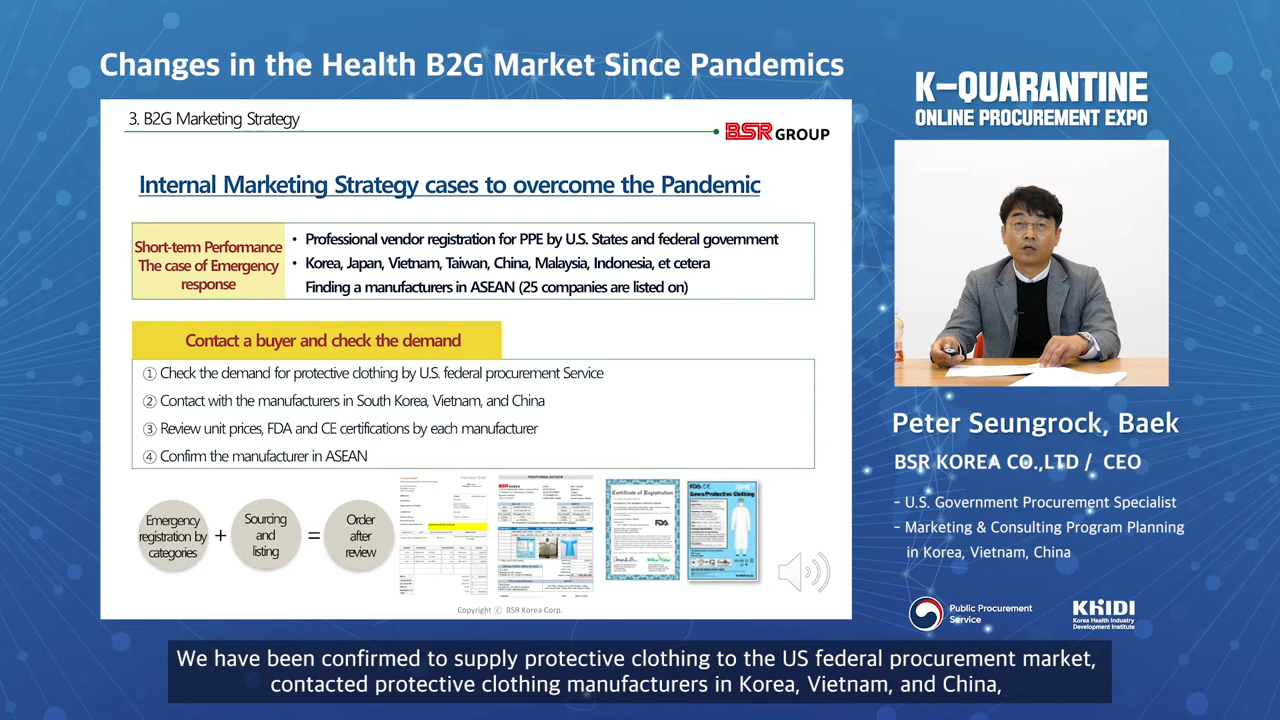 Changes in the Health B2G Market Since Pandemics
K-QUARANTINE
ONLINE PROCUREMENT EXPO
3. B2G Marketing Strategy
BSR GROUP
Internal Marketing Strategy cases to overcome the Pandemic
Short-term Performance
The case of Emergency
response
• Professional vendor registration for PPE by U.S. States and federal government
• Korea, Japan, Vietnam, Taiwan, China, Malaysia, Indonesia, et cetera
Finding a manufacturers in ASEAN (25 companies are listed on)
Contact a buyer and check the demand
① Check the demand for protective clothing by U.S. federal procurement Service
② Contact with the manufacturers in South Korea, Vietnam, and China
③ Review unit prices, FDA and CE certifications by each manufacturer
④ Confirm the manufacturer in ASEAN
Emergency
registration by
categories
+
Sourcing
and
listing
=
Order
after
review
PROFORMA INVOICE
Certificate of Registration
FDA
Gown/Protective Clothing
Copyright ⓒ BSR Korea Corp.
Peter Seungrock, Baek
BSR KOREA CO.,LTD / CEO
- U.S. Government Procurement Specialist
- Marketing & Consulting Program Planning
in Korea, Vietnam, China
Public Procurement
Service
KHIDI
Korea Health Industry
Development Institute
We have been confirmed to supply protective clothing to the US federal procurement market,
contacted protective clothing manufacturers in Korea, Vietnam, and China,